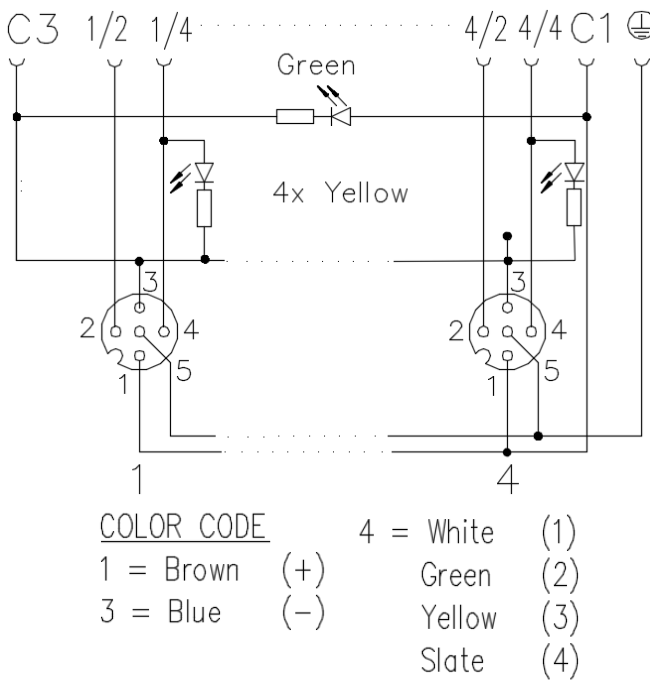 C3 1/2 1/4 4/2 4/4 C1
Green
4x Yellow
3 3
2 4 2 4
1 5 1 5
1 4
COLOR CODE
1 = Brown (+)
3 = Blue (-)
4 = White (1)
Green (2)
Yellow (3)
Slate (4)